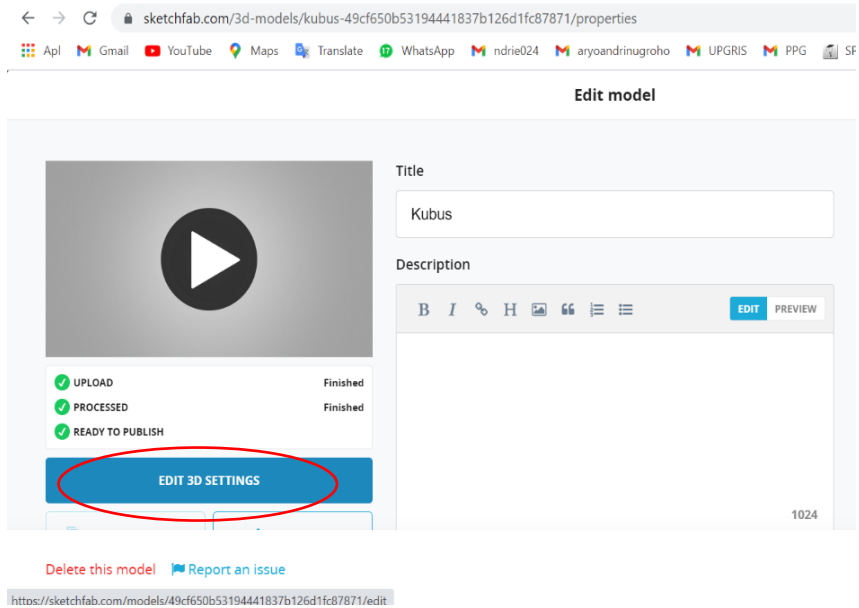 sketchfab.com/3d-models/kubus-49cf650b53194441837b126d1fc87871/properties
Apl Gmail YouTube Maps Translate 17 WhatsApp ndrie024 aryoandrinugroho UPGRIS PPG SF
Edit model
Title
Kubus
Description
B I H EDIT PREVIEW
UPLOAD Finished
PROCESSED Finished
READY TO PUBLISH
EDIT 3D SETTINGS
1024
Delete this model Report an issue
https://sketchfab.com/models/49cf650b53194441837b126d1fc87871/edit